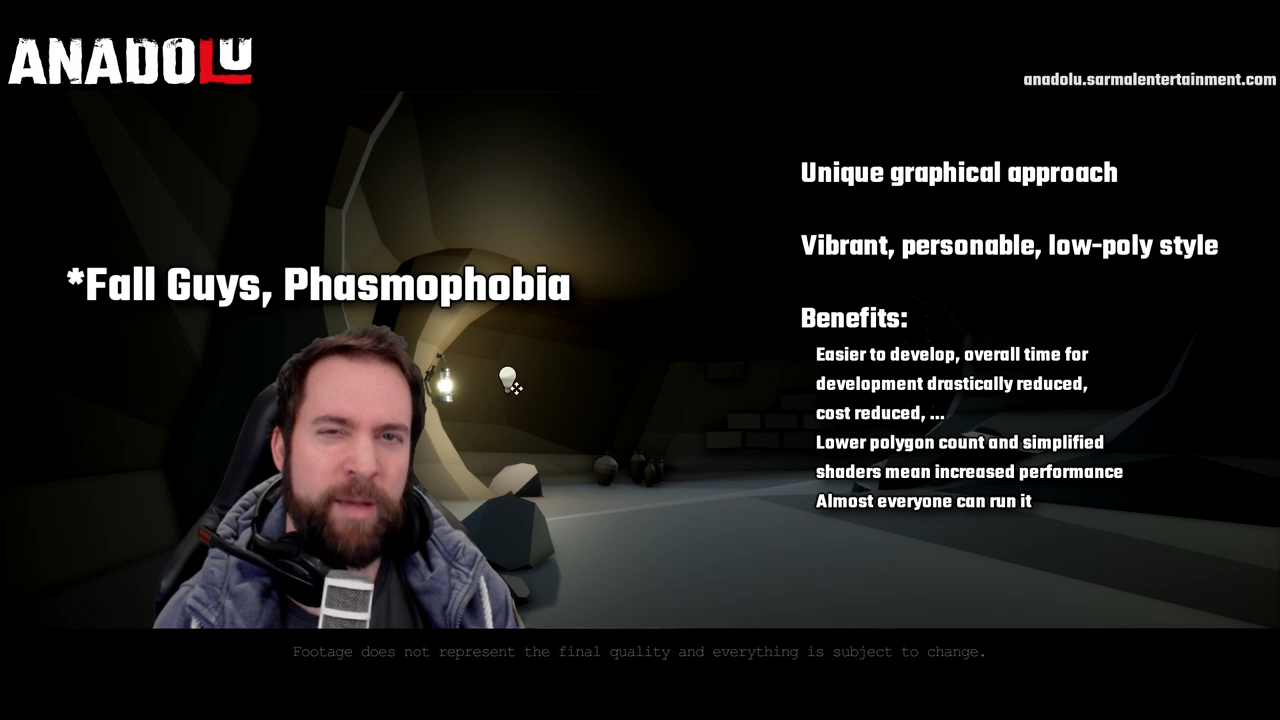 ANADOLU
anadolu.sarmalentertainment.com
*Fall Guys, Phasmophobia
Unique graphical approach
Vibrant, personable, low-poly style
Benefits:
Easier to develop, overall time for
development drastically reduced,
cost reduced, ...
Lower polygon count and simplified
shaders mean increased performance
Almost everyone can run it
Footage does not represent the final quality and everything is subject to change.